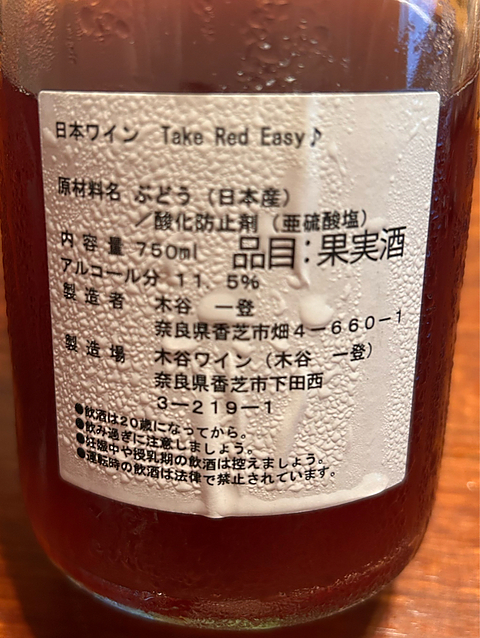 日本ワイン Take Red Easy♪
原材料名 ぶどう（日本産）
／酸化防止剤（亜硫酸塩）
内容量 750ml 品目：果実酒
アルコール分 11．5％
製造者 木谷 一登
奈良県香芝市畑4－660－1
製造場 木谷ワイン（木谷 一登）
奈良県香芝市下田西
3－219－1
●飲酒は20歳になってから。
●飲み過ぎに注意しましょう。
●妊娠中や授乳期の飲酒は控えましょう。
●運転時の飲酒は法律で禁止されています。